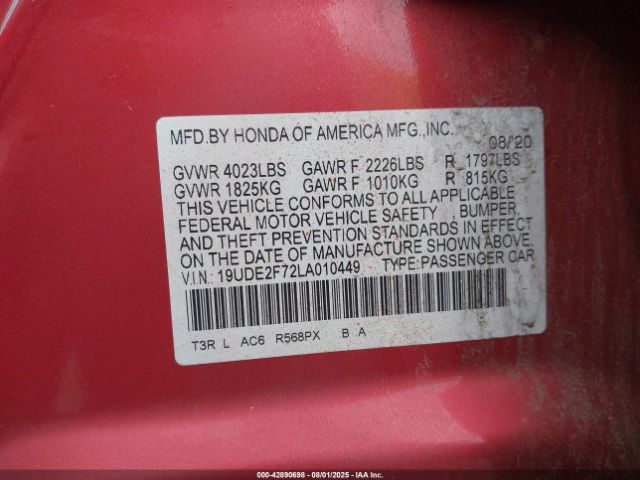 MFD.BY HONDA OF AMERICA MFG.,INC. 08/20
GVWR 4023LBS GAWR F 2226LBS R 1797LBS
GVWR 1825KG GAWR F 1010KG R 815KG
THIS VEHICLE CONFORMS TO ALL APPLICABLE
FEDERAL MOTOR VEHICLE SAFETY , BUMPER,
AND THEFT PREVENTION STANDARDS IN EFFECT
ON THE DATE OF MANUFACTURE SHOWN ABOVE.
V.I.N.: 19UDE2F72LA010449 TYPE: PASSENGER CAR
T3R L AC6 R568PX B A
000-42890698 - 08/01/2025 - IAA Inc.